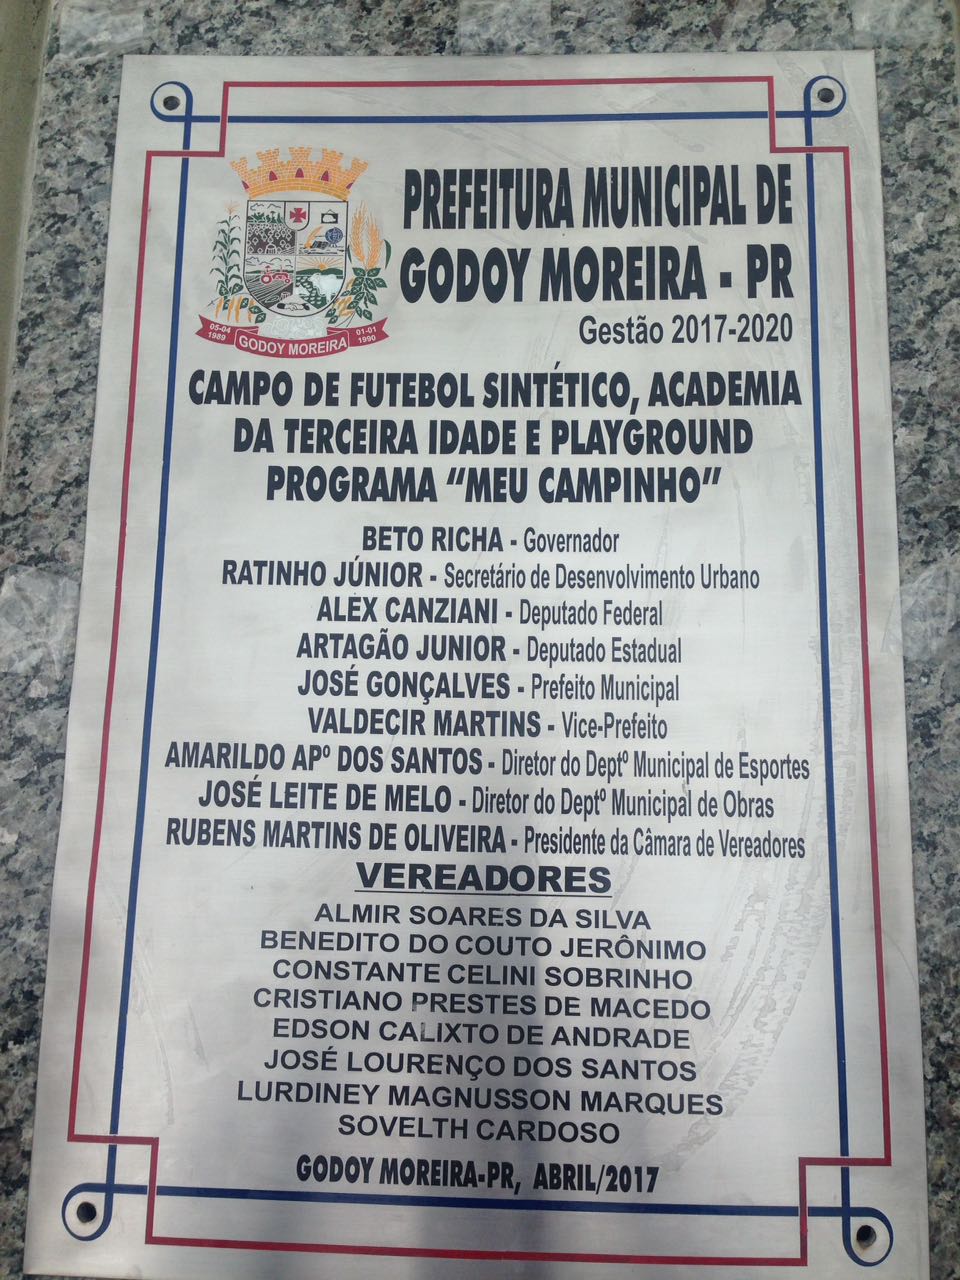 PREFEITURA MUNICIPAL DE
GODOY MOREIRA - PR
Gestão 2017-2020
05-04
1989
GODOY MOREIRA
01-01
1990
CAMPO DE FUTEBOL SINTÉTICO, ACADEMIA
DA TERCEIRA IDADE E PLAYGROUND
PROGRAMA “MEU CAMPINHO”
BETO RICHA - Governador
RATINHO JÚNIOR - Secretário de Desenvolvimento Urbano
ALEX CANZIANI - Deputado Federal
ARTAGÃO JUNIOR - Deputado Estadual
JOSÉ GONÇALVES - Prefeito Municipal
VALDECIR MARTINS - Vice-Prefeito
AMARILDO APº DOS SANTOS - Diretor do Deptº Municipal de Esportes
JOSÉ LEITE DE MELO - Diretor do Deptº Municipal de Obras
RUBENS MARTINS DE OLIVEIRA - Presidente da Câmara de Vereadores
VEREADORES
ALMIR SOARES DA SILVA
BENEDITO DO COUTO JERÔNIMO
CONSTANTE CELINI SOBRINHO
CRISTIANO PRESTES DE MACEDO
EDSON CALIXTO DE ANDRADE
JOSÉ LOURENÇO DOS SANTOS
LURDINEY MAGNUSSON MARQUES
SOVELTH CARDOSO
GODOY MOREIRA-PR, ABRIL/2017